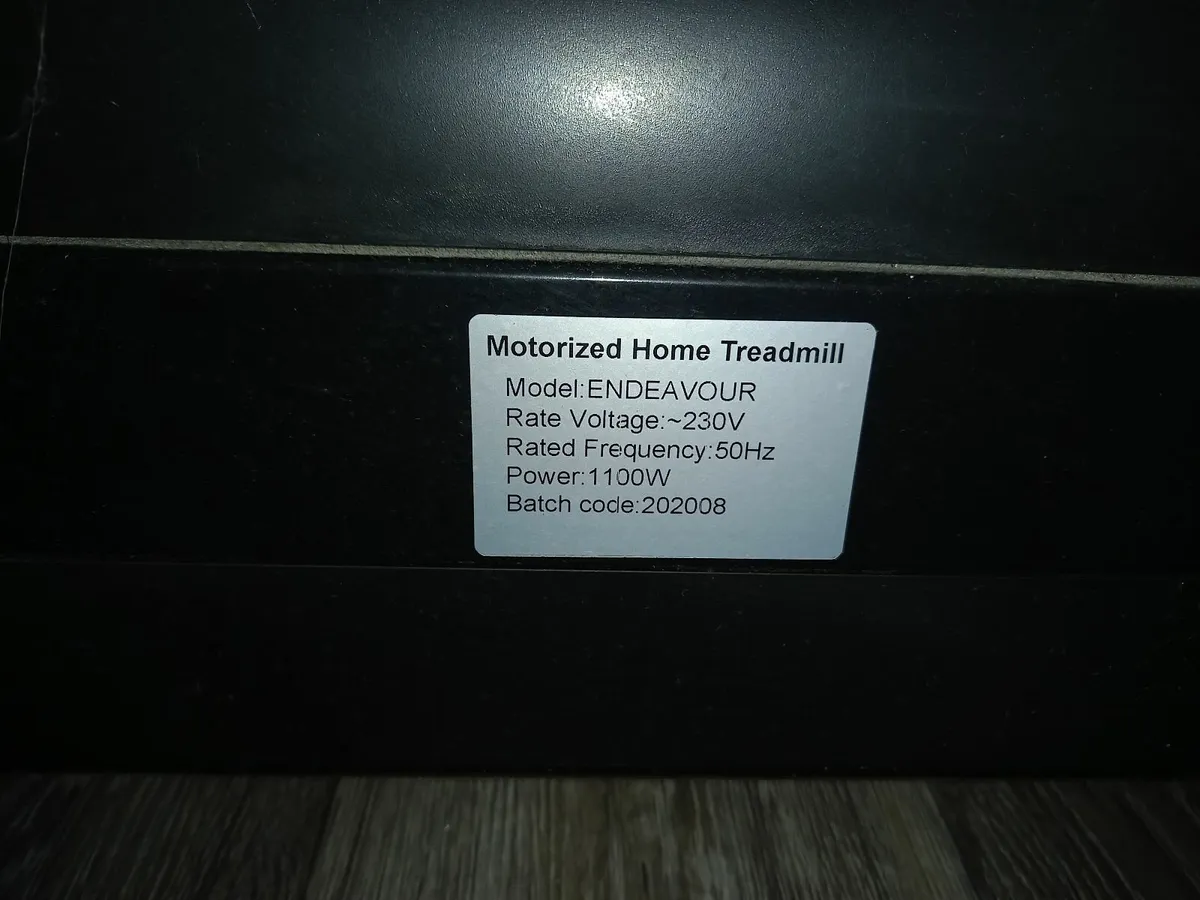 Motorized Home Treadmill
Model:ENDEAVOUR
Rate Voltage:~230V
Rated Frequency:50Hz
Power:1100W
Batch code:202008